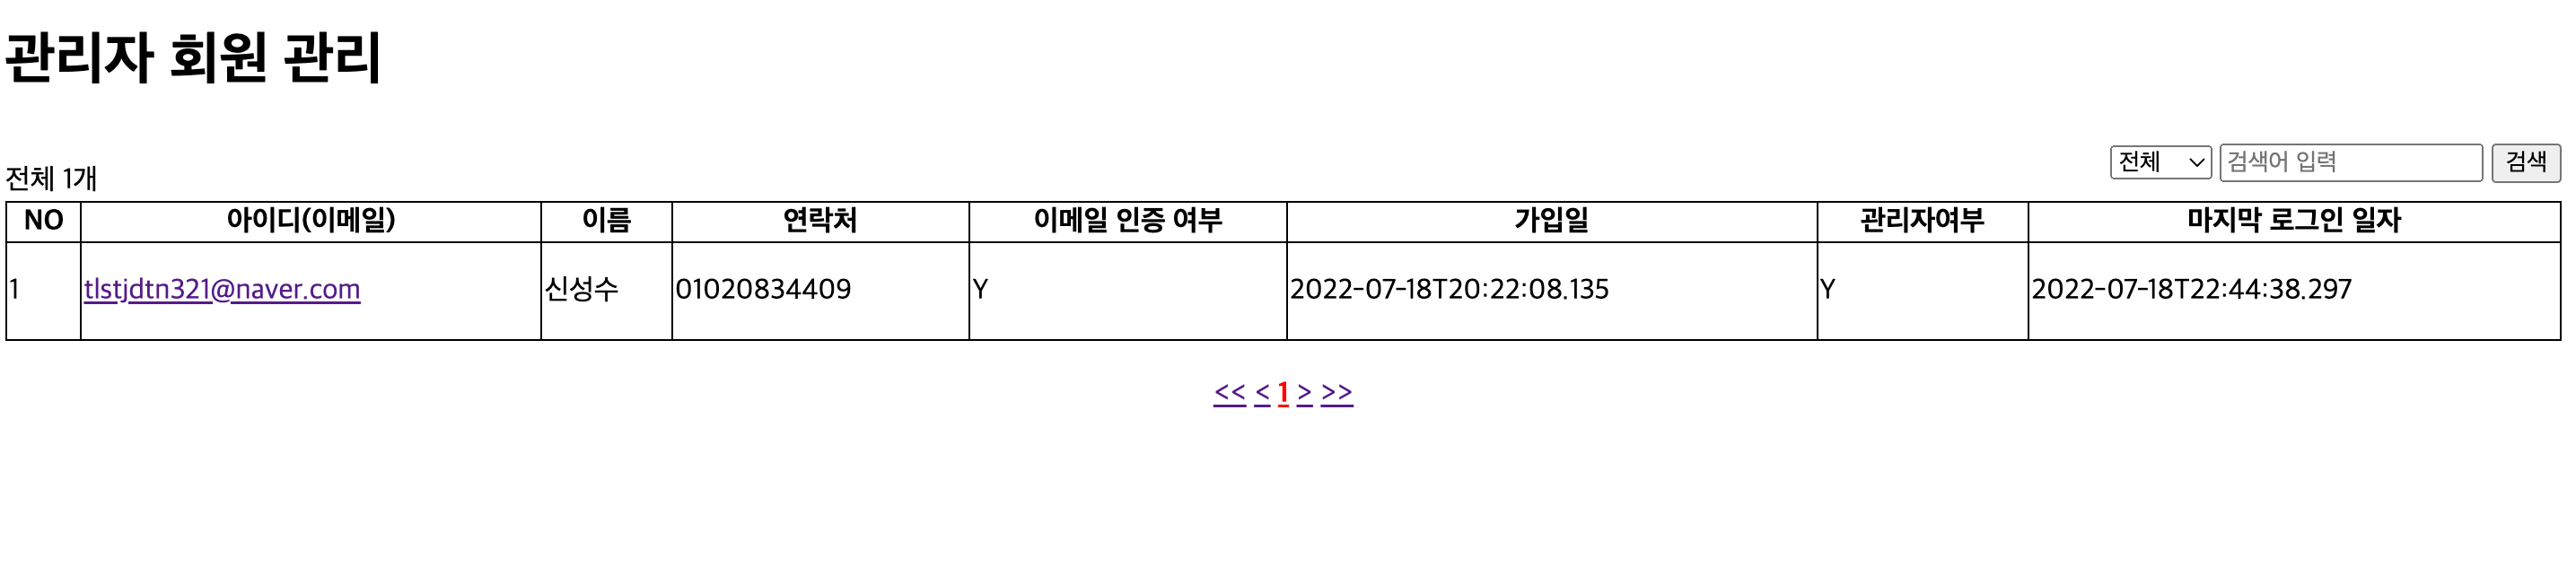 관리자 회원 관리
전체 1개
전체 검색어 입력 검색
NO 아이디(이메일) 이름 연락처 이메일 인증 여부 가입일 관리자여부 마지막 로그인 일자
1 tlstjdtn321@naver.com 신성수 01020834409 Y 2022-07-18T20:22:08.135 Y 2022-07-18T22:44:38.297
<< < 1 > >>